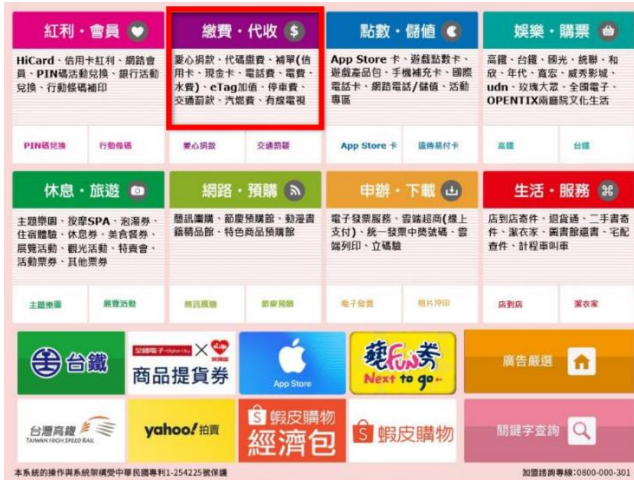 紅利・會員
繳費・代收 $
點數・儲值
娛樂・購票
HiCard、信用卡紅利、網路會
員、PIN碼活動兌換、銀行活動
兌換、行動條碼補印
愛心捐款、代碼繳費、補單(信
用卡、現金卡、電話費、電費、
水費)、eTag加值、停車費、
交通罰款、汽燃費、有線電視
App Store 卡、遊戲點數卡、
遊戲產品包、手機補充卡、國際
電話卡、網路電話/儲值、活動
專區
高鐵、台鐵、國光、統聯、和
欣、年代、寬宏、威秀影城、
udn、玫瑰大眾、全國電子、
OPENTIX兩廳院文化生活
PIN碼兌換
行動條碼
愛心捐款
交通罰鍰
App Store 卡
遠傳易付卡
高鐵
台鐵
休息・旅遊
網路・預購
申辦・下載
生活・服務
主題樂園、按摩SPA、泡湯券、
住宿體驗、休息券、美食餐券、
展覽活動、觀光活動、特賣會、
活動票券、其他票券
簡訊團購、節慶預購館、動漫書
籍精品館、特色商品預購館
電子發票服務、雲端超商(線上
支付)、統一發票中獎號碼、雲
端列印、立碼驗
店到店寄件、退貨通、二手書寄
件、潔衣家、圖書館還書、宅配
查件、計程車叫車
主題樂園
展覽活動
簡訊團購
節慶預購
電子發票
相片沖印
店到店
潔衣家
台鐵
全國電子
商品提貨券
App Store
藝Fun券
Next to go
廣告嚴選
台灣高鐵
TAIWAN HIGH SPEED RAIL
yahoo!拍賣
蝦皮購物
經濟包
蝦皮購物
關鍵字查詢
本系統的操作與系統架構受中華民國專利1-254225號保護
加盟諮詢專線:0800-000-301